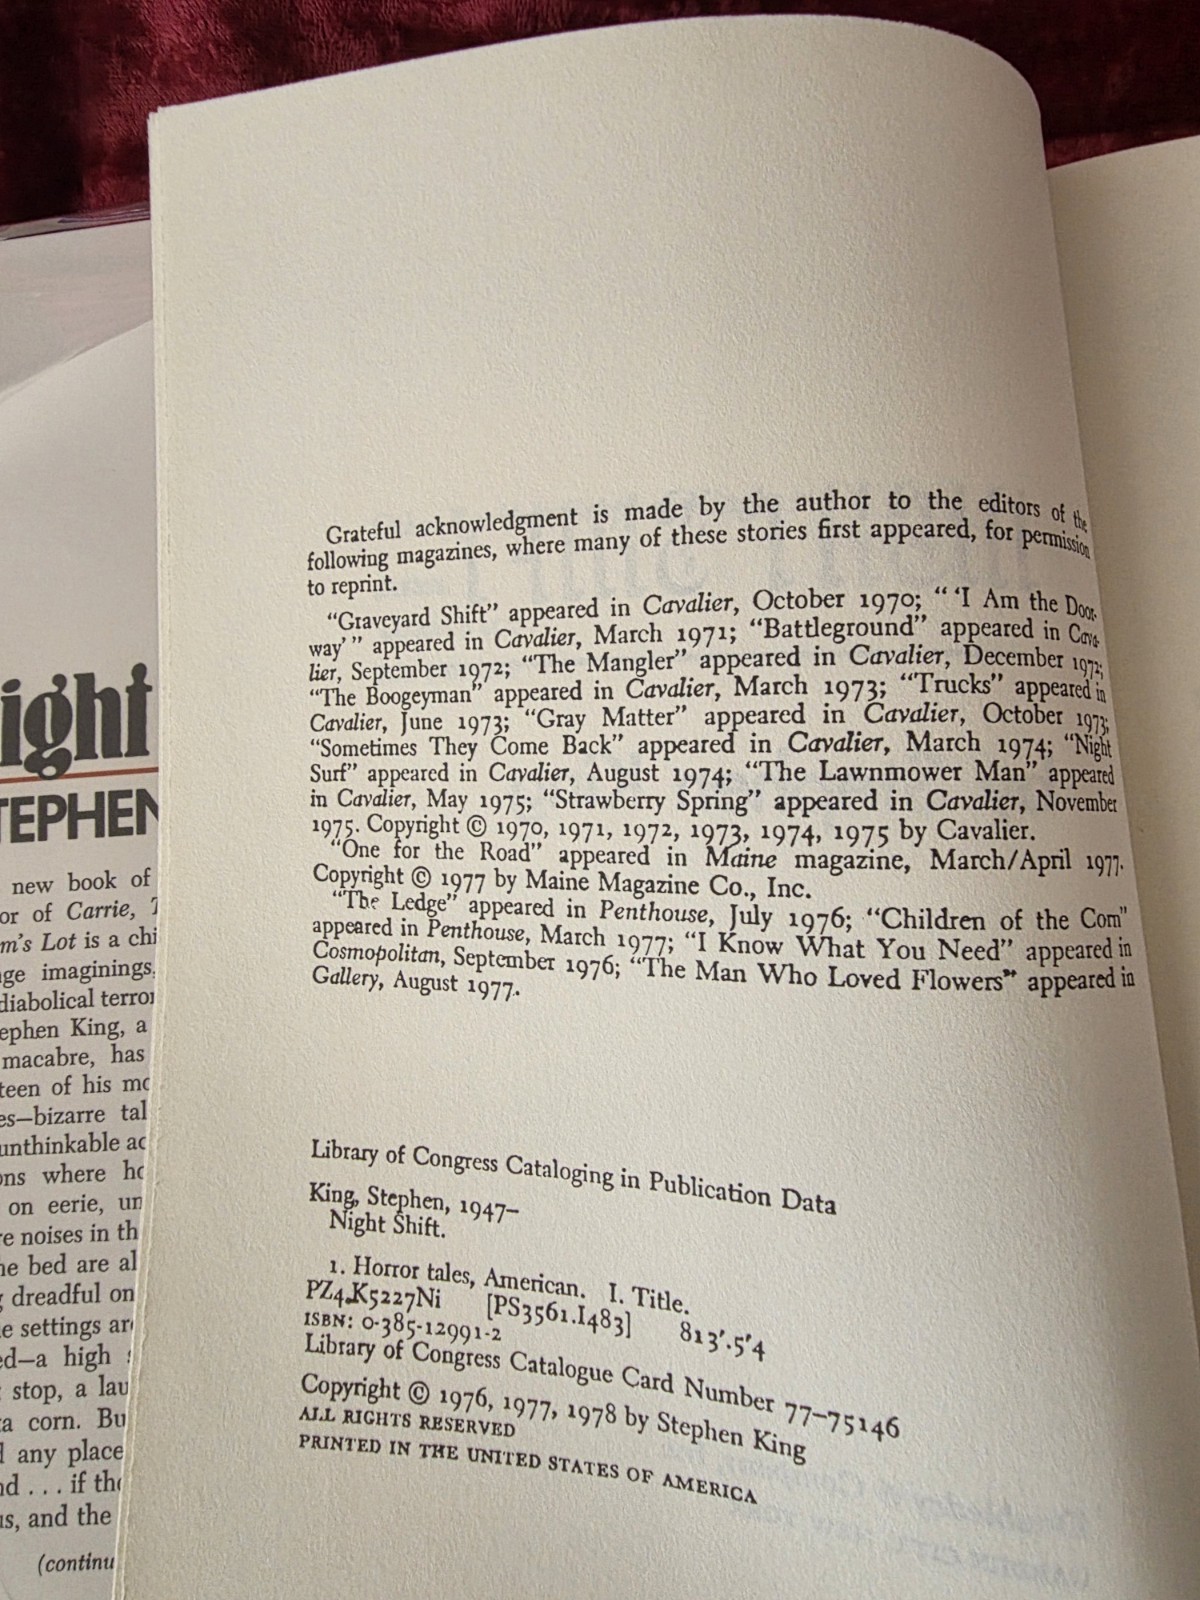 ight
TEPHEN
new book of
or of Carrie,
m's Lot is a chi
ge imaginings,
diabolical terror
ephen King, a
macabre, has
teen of his mo
es—bizarre tal
unthinkable ac
ons where ho
on eerie, un
re noises in th
he bed are al
g dreadful on
e settings are
ed—a high
stop, a lau
a corn. Bu
any place
nd . . . if the
us, and the
(continu
Grateful acknowledgment is made by the author to the editors of the
following magazines, where many of these stories first appeared, for permission
to reprint.
"Graveyard Shift" appeared in Cavalier, October 1970; " 'I Am the Door-
way' " appeared in Cavalier, March 1971; "Battleground" appeared in Cava-
lier, September 1972; "The Mangler" appeared in Cavalier, December 1972;
"The Boogeyman" appeared in Cavalier, March 1973; "Trucks" appeared in
Cavalier, June 1973; "Gray Matter" appeared in Cavalier, October 1973;
"Sometimes They Come Back" appeared in Cavalier, March 1974; "Night
Surf" appeared in Cavalier, August 1974; "The Lawnmower Man" appeared
in Cavalier, May 1975; "Strawberry Spring" appeared in Cavalier, November
1975. Copyright © 1970, 1971, 1972, 1973, 1974, 1975 by Cavalier.
"One for the Road" appeared in Maine magazine, March/April 1977.
Copyright © 1977 by Maine Magazine Co., Inc.
"The Ledge" appeared in Penthouse, July 1976; "Children of the Corn"
appeared in Penthouse, March 1977; "I Know What You Need" appeared in
Cosmopolitan, September 1976; "The Man Who Loved Flowers" appeared in
Gallery, August 1977.
Library of Congress Cataloging in Publication Data
King, Stephen, 1947–
Night Shift.
1. Horror tales, American. I. Title.
PZ4.K5227Ni [PS3561.I483] 813'.5'4
ISBN: 0-385-12991-2
Library of Congress Catalogue Card Number 77–75146
Copyright © 1976, 1977, 1978 by Stephen King
ALL RIGHTS RESERVED
PRINTED IN THE UNITED STATES OF AMERICA